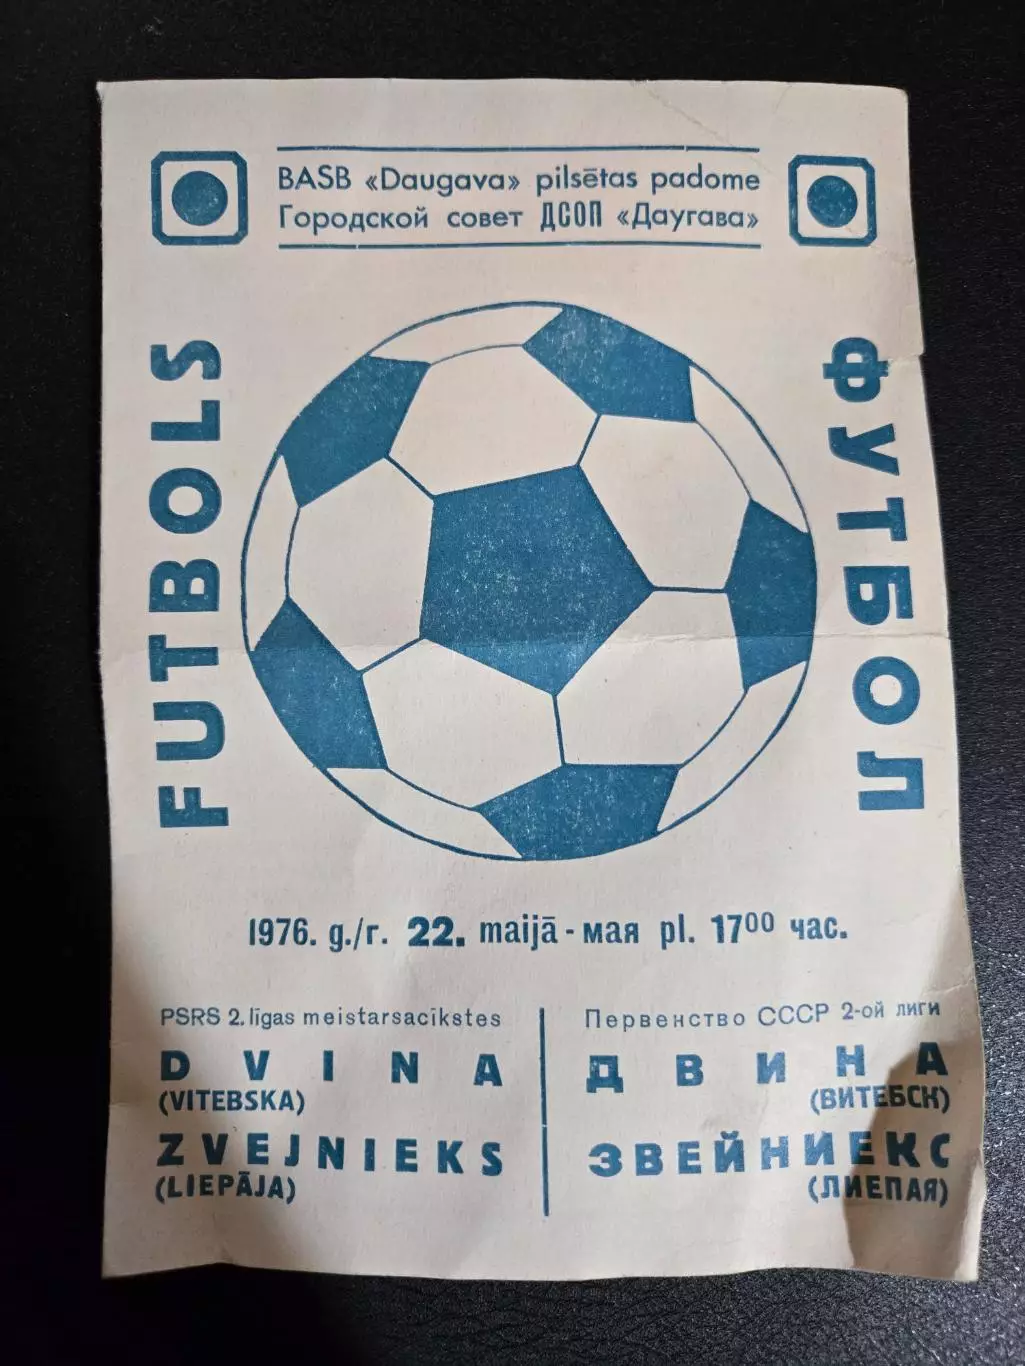 BASB «Daugava» pilsētas padome
Городской совет ДСОП «Даугава»
FUTBOLS
ФУТБОЛ
1976. g./г. 22. maijā - мая pl. 17⁰⁰ час.
PSRS 2. līgas meistarsacīkstes
DVINA
(VITEBSKA)
ZVEJNIEKS
(LIEPĀJA)
Первенство СССР 2-ой лиги
ДВИНА
(ВИТЕБСК)
ЗВЕЙНИЕКС
(ЛИЕПАЯ)